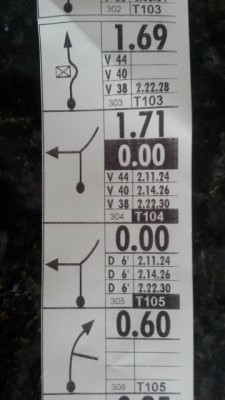 302 T103
1.69
V 44
V 40
V 38 2.22.28
303 T103
1.71
0.00
V 44 2.11.24
V 40 2.14.26
V 38 2.22.30
304 T104
0.00
D 6' 2.11.24
D 6' 2.14.26
D 6' 2.22.30
305 T105
0.60
306 T105